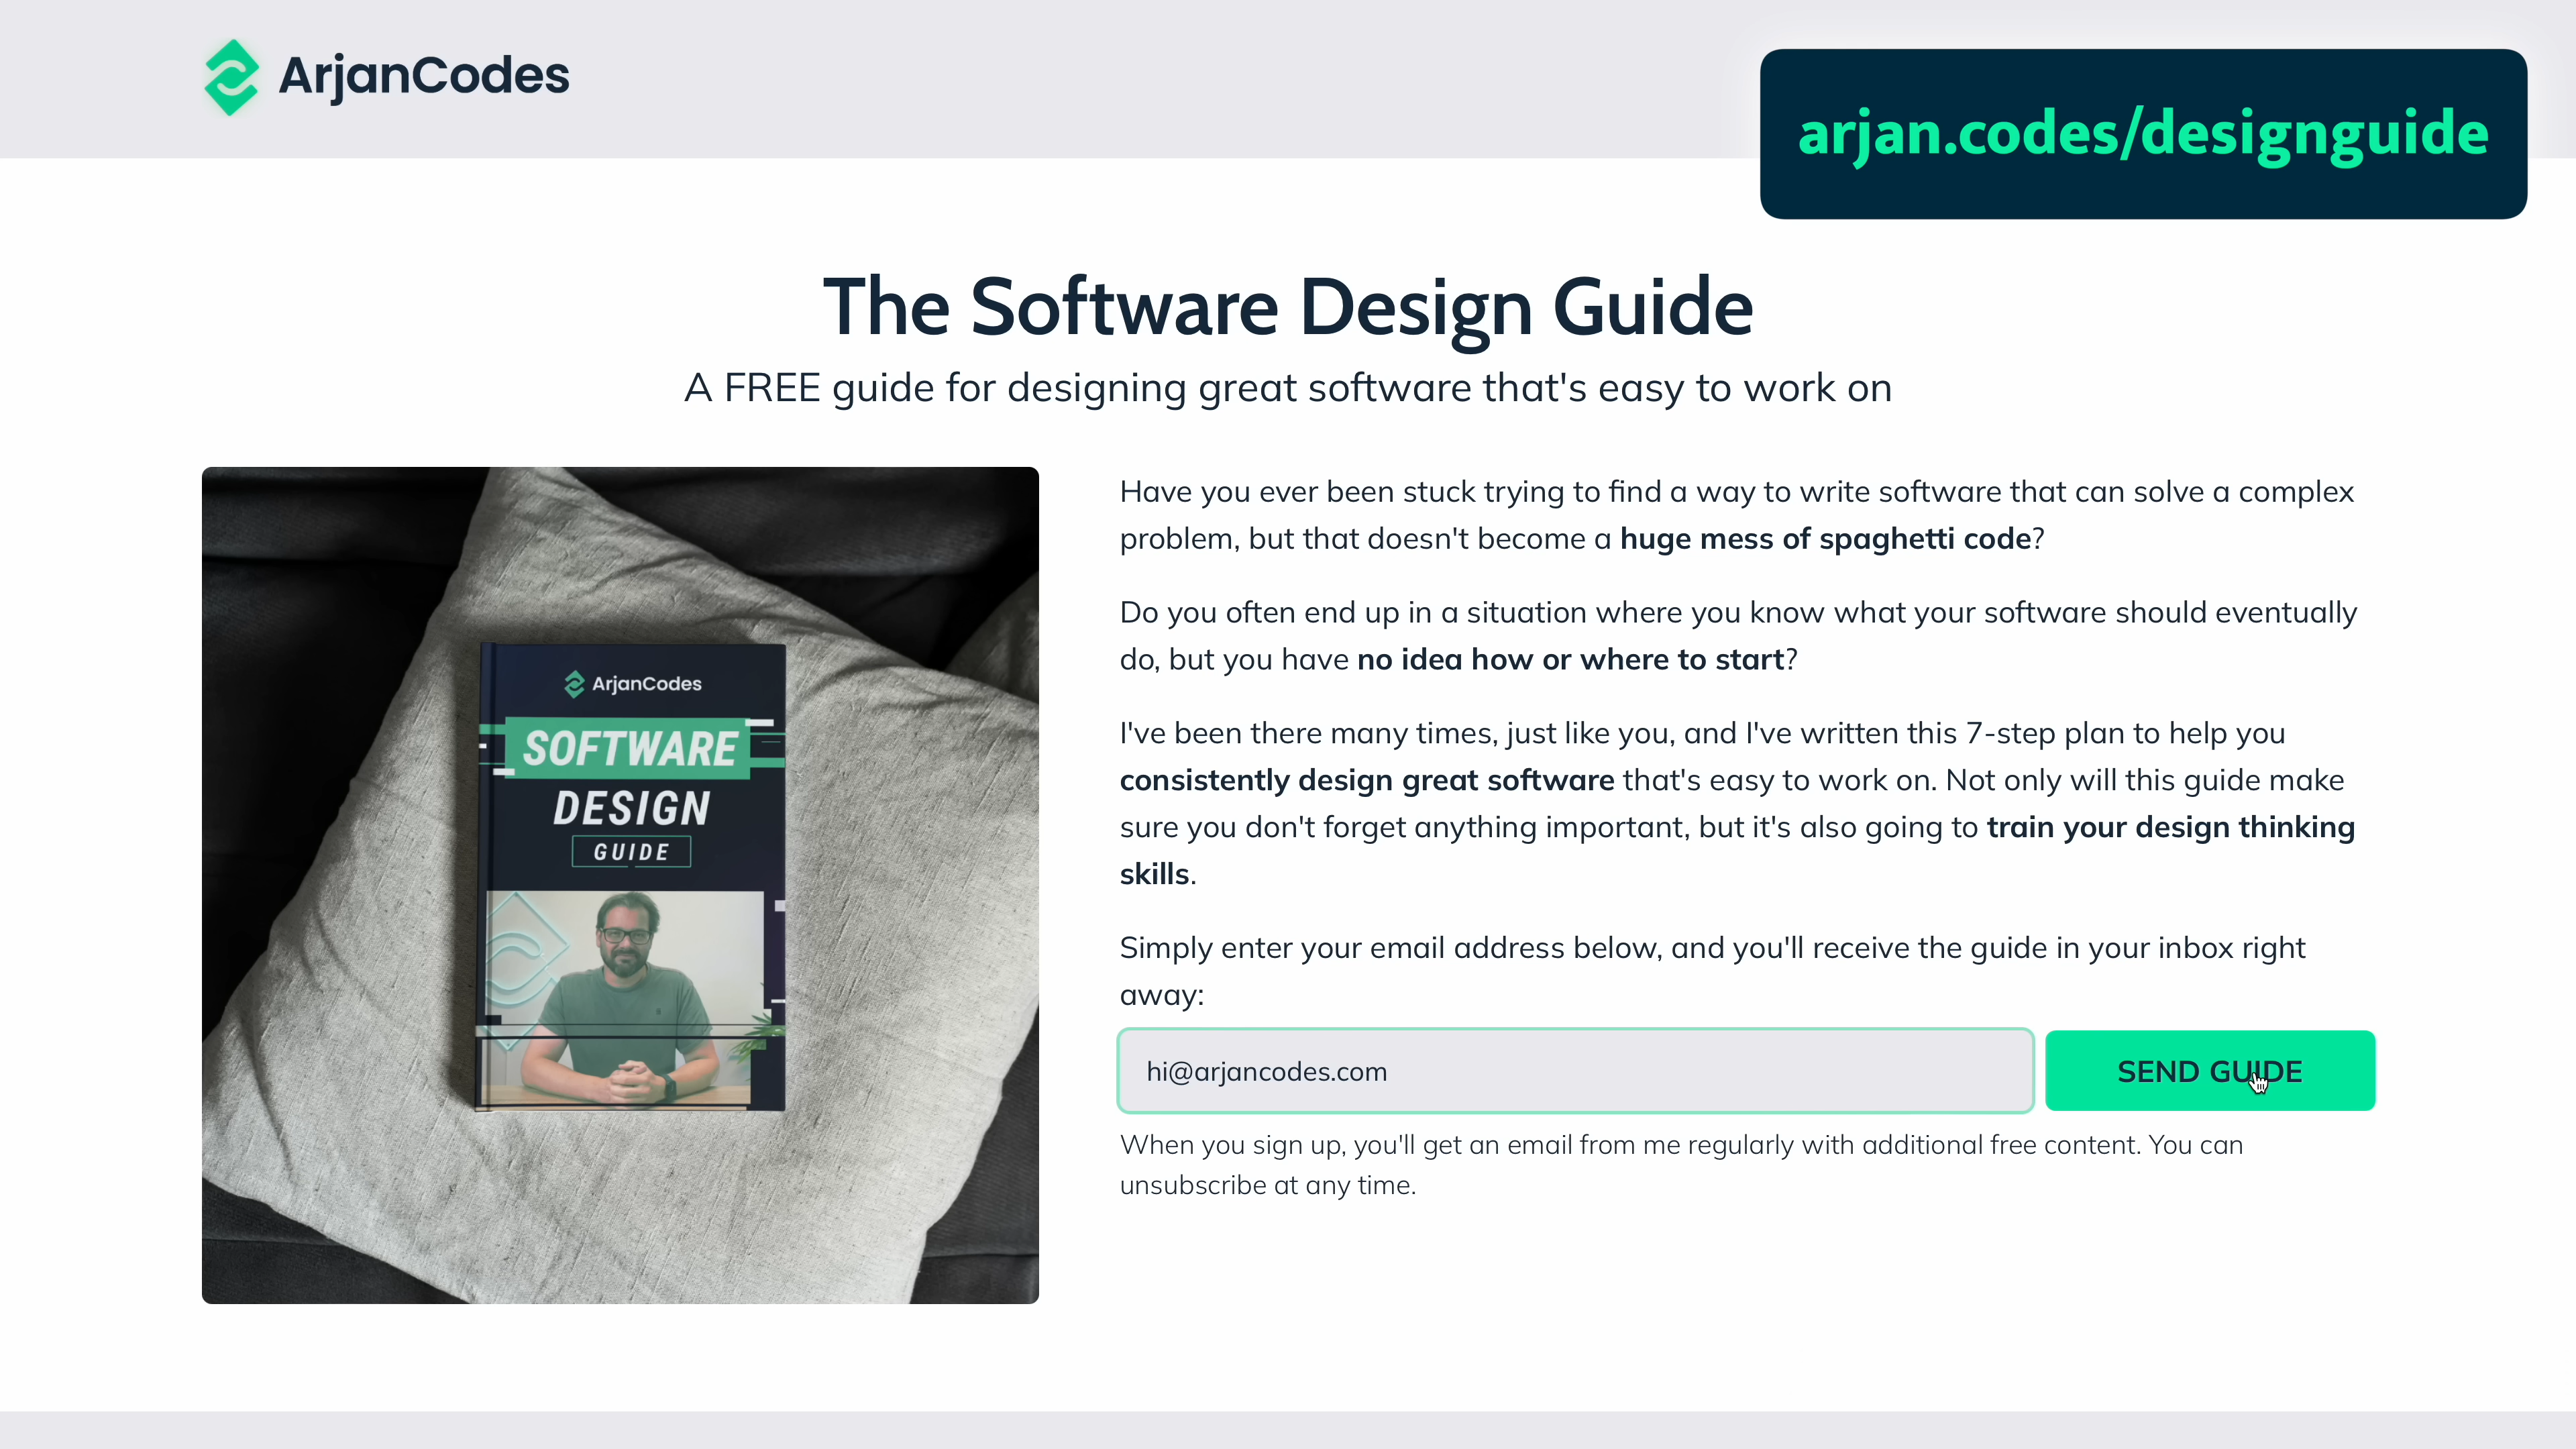 ArjanCodes
arjan.codes/designguide
The Software Design Guide
A FREE guide for designing great software that's easy to work on
ArjanCodes
SOFTWARE
DESIGN
GUIDE
Have you ever been stuck trying to find a way to write software that can solve a complex
problem, but that doesn't become a huge mess of spaghetti code?
Do you often end up in a situation where you know what your software should eventually
do, but you have no idea how or where to start?
I've been there many times, just like you, and I've written this 7-step plan to help you
consistently design great software that's easy to work on. Not only will this guide make
sure you don't forget anything important, but it's also going to train your design thinking
skills.
Simply enter your email address below, and you'll receive the guide in your inbox right
away:
hi@arjancodes.com
SEND GUIDE
When you sign up, you'll get an email from me regularly with additional free content. You can
unsubscribe at any time.